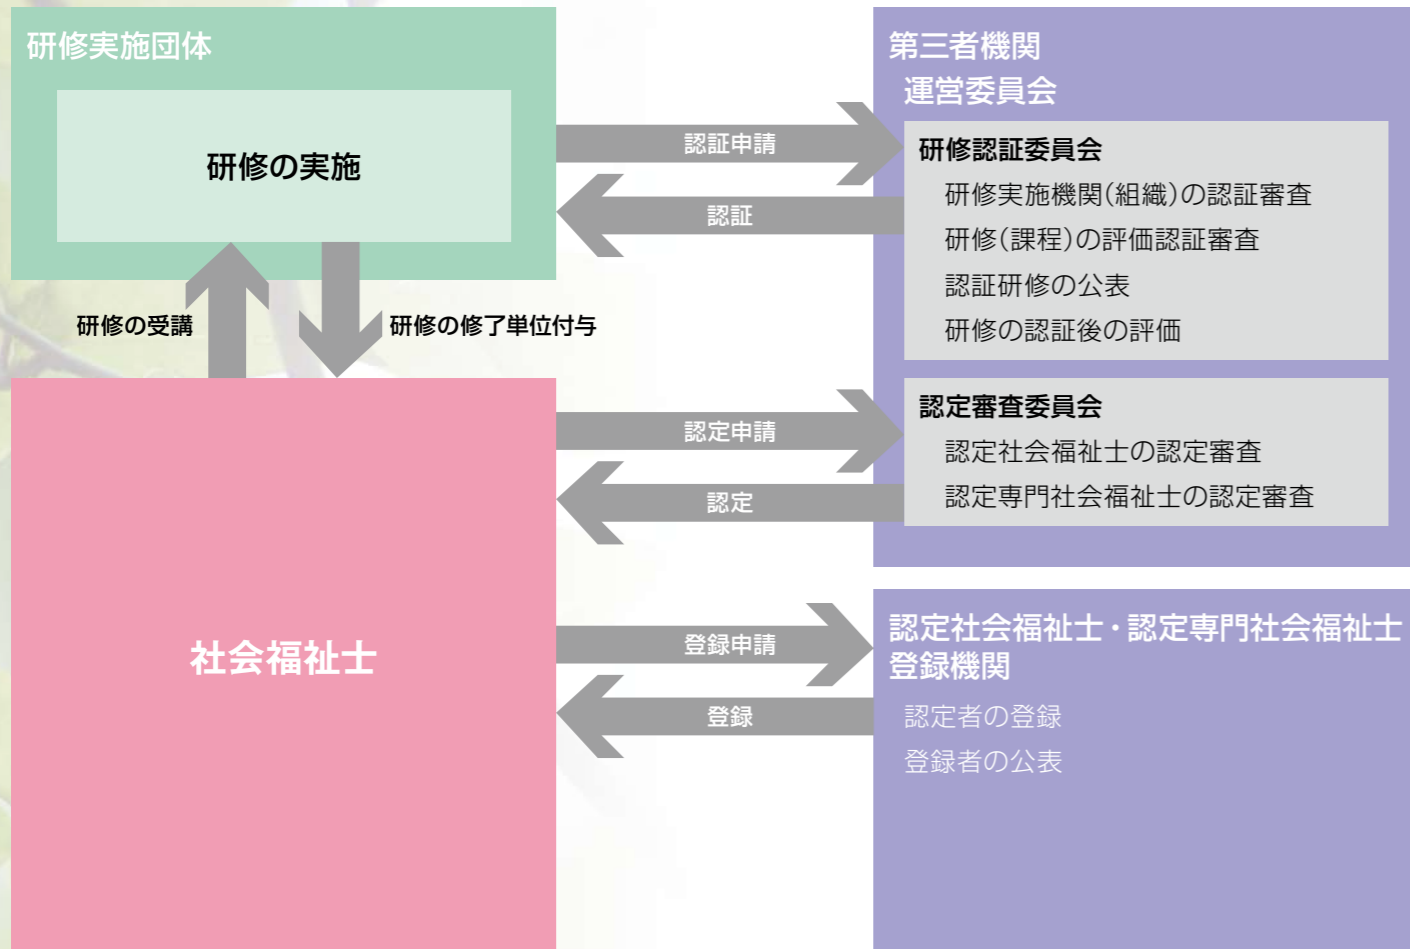 研修実施団体
研修の実施
研修の受講
研修の修了単位付与
社会福祉士
認証申請
認証
認定申請
認定
登録申請
登録
第三者機関
運営委員会
研修認証委員会
研修実施機関(組織)の認証審査
研修(課程)の評価認証審査
認証研修の公表
研修の認証後の評価
認定審査委員会
認定社会福祉士の認定審査
認定専門社会福祉士の認定審査
認定社会福祉士・認定専門社会福祉士
登録機関
認定者の登録
登録者の公表